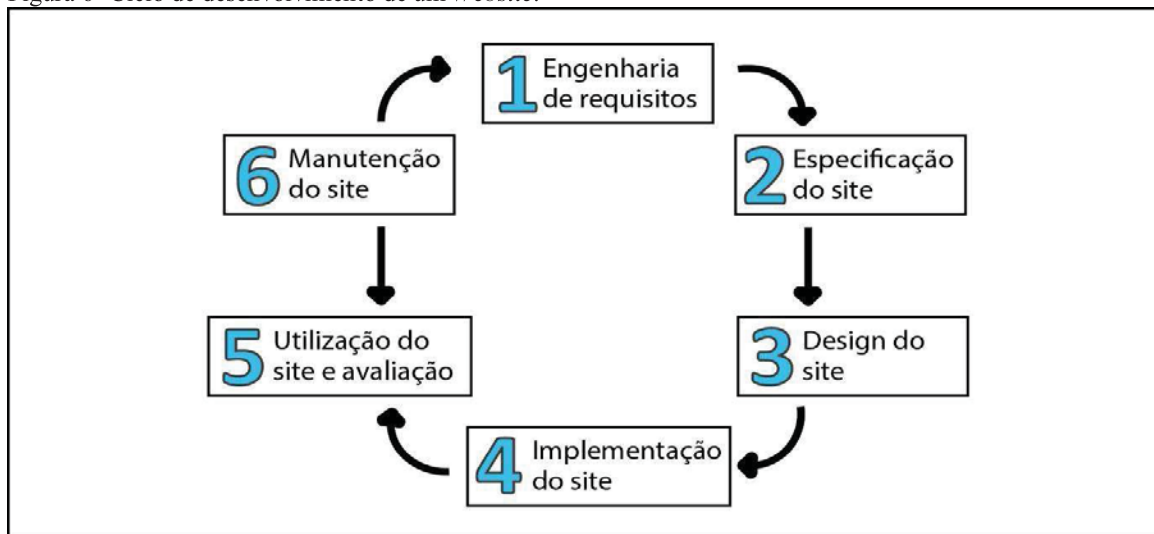 1 Engenharia
de requisitos
2 Especificação
do site
3 Design do
site
4 Implementação
do site
5 Utilização do
site e avaliação
6 Manutenção
do site